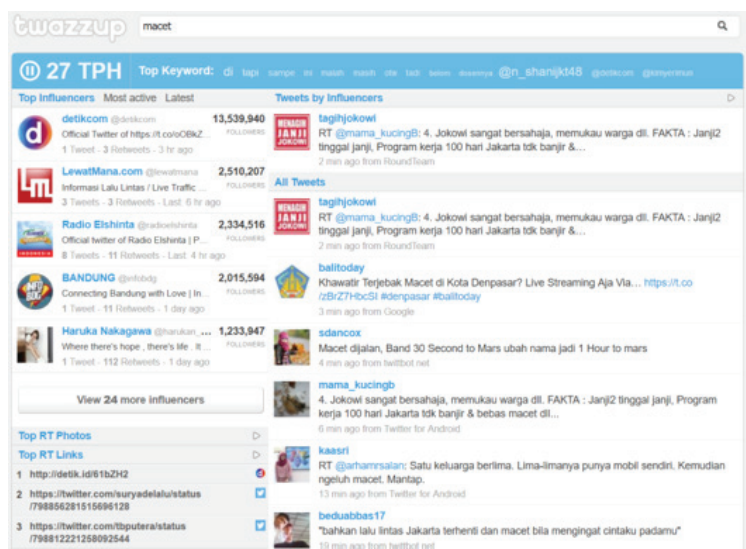 twazzup
macet
27 TPH Top Keyword: di tapi sampe ini masih masih ote tadi @n_shanijkt48 @detikcom
Top Influencers Most active Latest
detikcom @detikcom 13,539,940
Official Twitter of https://t.co/oOBkZ... FOLLOWERS
1 Tweet - 3 Retweets - 3 hr ago
LewatMana.com @lewatmana 2,510,207
Informasi Lalu Lintas / Live Traffic ... FOLLOWERS
3 Tweets - 3 Retweets - Last 6 hr ago
Radio Elshinta @radioelshinta 2,334,516
Official twitter of Radio Elshinta | P... FOLLOWERS
8 Tweets - 11 Retweets - Last 4 hr ago
BANDUNG @infobdg 2,015,594
Connecting Bandung with Love | In... FOLLOWERS
1 Tweet - 11 Retweets - 1 day ago
Haruka Nakagawa @harukan_... 1,233,947
Where there's hope , there's life . It... FOLLOWERS
1 Tweet - 112 Retweets - 1 day ago
View 24 more influencers
Top RT Photos
Top RT Links
1 http://detik.id/61bZH2
2 https://twitter.com/suryadelalu/status
/798856281515696128
3 https://twitter.com/tbputera/status
/798812221258092544
Tweets by Influencers
MENAGIH
JANJI
JOKOWI
tagihjokowi
RT @mama_kucingB: 4. Jokowi sangat bersahaja, memukau warga dll. FAKTA : Janji2
tinggal janji, Program kerja 100 hari Jakarta tdk banjir &...
2 min ago from RoundTeam
All Tweets
MENAGIH
JANJI
JOKOWI
tagihjokowi
RT @mama_kucingB: 4. Jokowi sangat bersahaja, memukau warga dll. FAKTA : Janji2
tinggal janji, Program kerja 100 hari Jakarta tdk banjir &...
2 min ago from RoundTeam
balitoday
Khawatir Terjebak Macet di Kota Denpasar? Live Streaming Aja Via... https://t.co
/zBrZ7HbcSI #denpasar #balitoday
3 min ago from Google
sdancox
Macet dijalan, Band 30 Second to Mars ubah nama jadi 1 Hour to mars
4 min ago from twittbot net
mama_kucingb
4. Jokowi sangat bersahaja, memukau warga dll. FAKTA : Janji2 tinggal janji, Program
kerja 100 hari Jakarta tdk banjir & bebas macet dll...
6 min ago from Twitter for Android
kaasri
RT @arhamrsalan: Satu keluarga berlima. Lima-limanya punya mobil sendiri. Kemudian
ngeluh macet. Mantap.
13 min ago from Twitter for Android
beduabbas17
"bahkan lalu lintas Jakarta terhenti dan macet bila mengingat cintaku padamu"
19 min ago from twittbot net